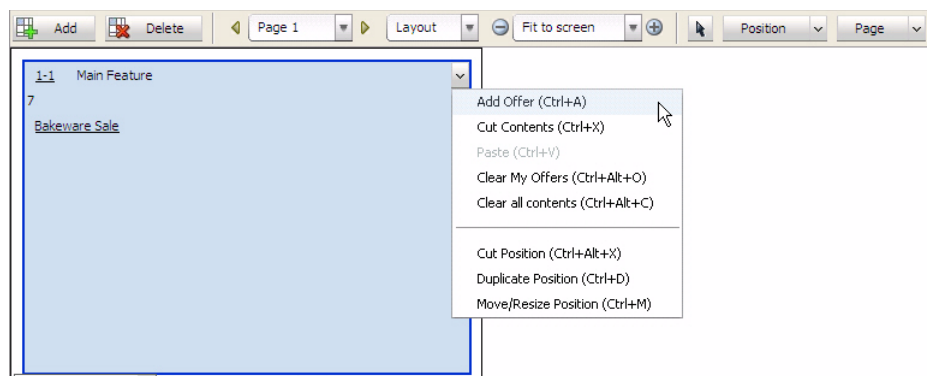 Add Delete Page 1 Layout Fit to screen Position Page
1-1 Main Feature
7
Bakeware Sale
Add Offer (Ctrl+A)
Cut Contents (Ctrl+X)
Paste (Ctrl+V)
Clear My Offers (Ctrl+Alt+O)
Clear all contents (Ctrl+Alt+C)
Cut Position (Ctrl+Alt+X)
Duplicate Position (Ctrl+D)
Move/Resize Position (Ctrl+M)